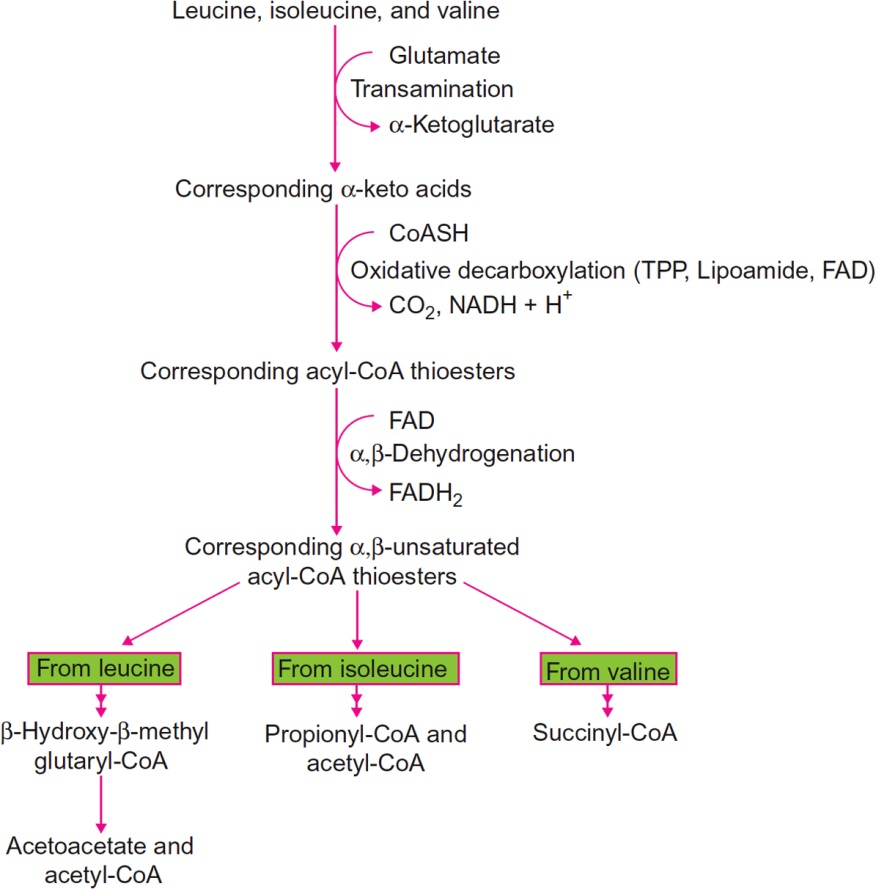 Leucine, isoleucine, and valine
Glutamate
Transamination
α-Ketoglutarate
Corresponding α-keto acids
CoASH
Oxidative decarboxylation (TPP, Lipoamide, FAD)
CO₂, NADH + H⁺
Corresponding acyl-CoA thioesters
FAD
α,β-Dehydrogenation
FADH₂
Corresponding α,β-unsaturated
acyl-CoA thioesters
From leucine
From isoleucine
From valine
β-Hydroxy-β-methyl
glutaryl-CoA
Propionyl-CoA and
acetyl-CoA
Succinyl-CoA
Acetoacetate and
acetyl-CoA